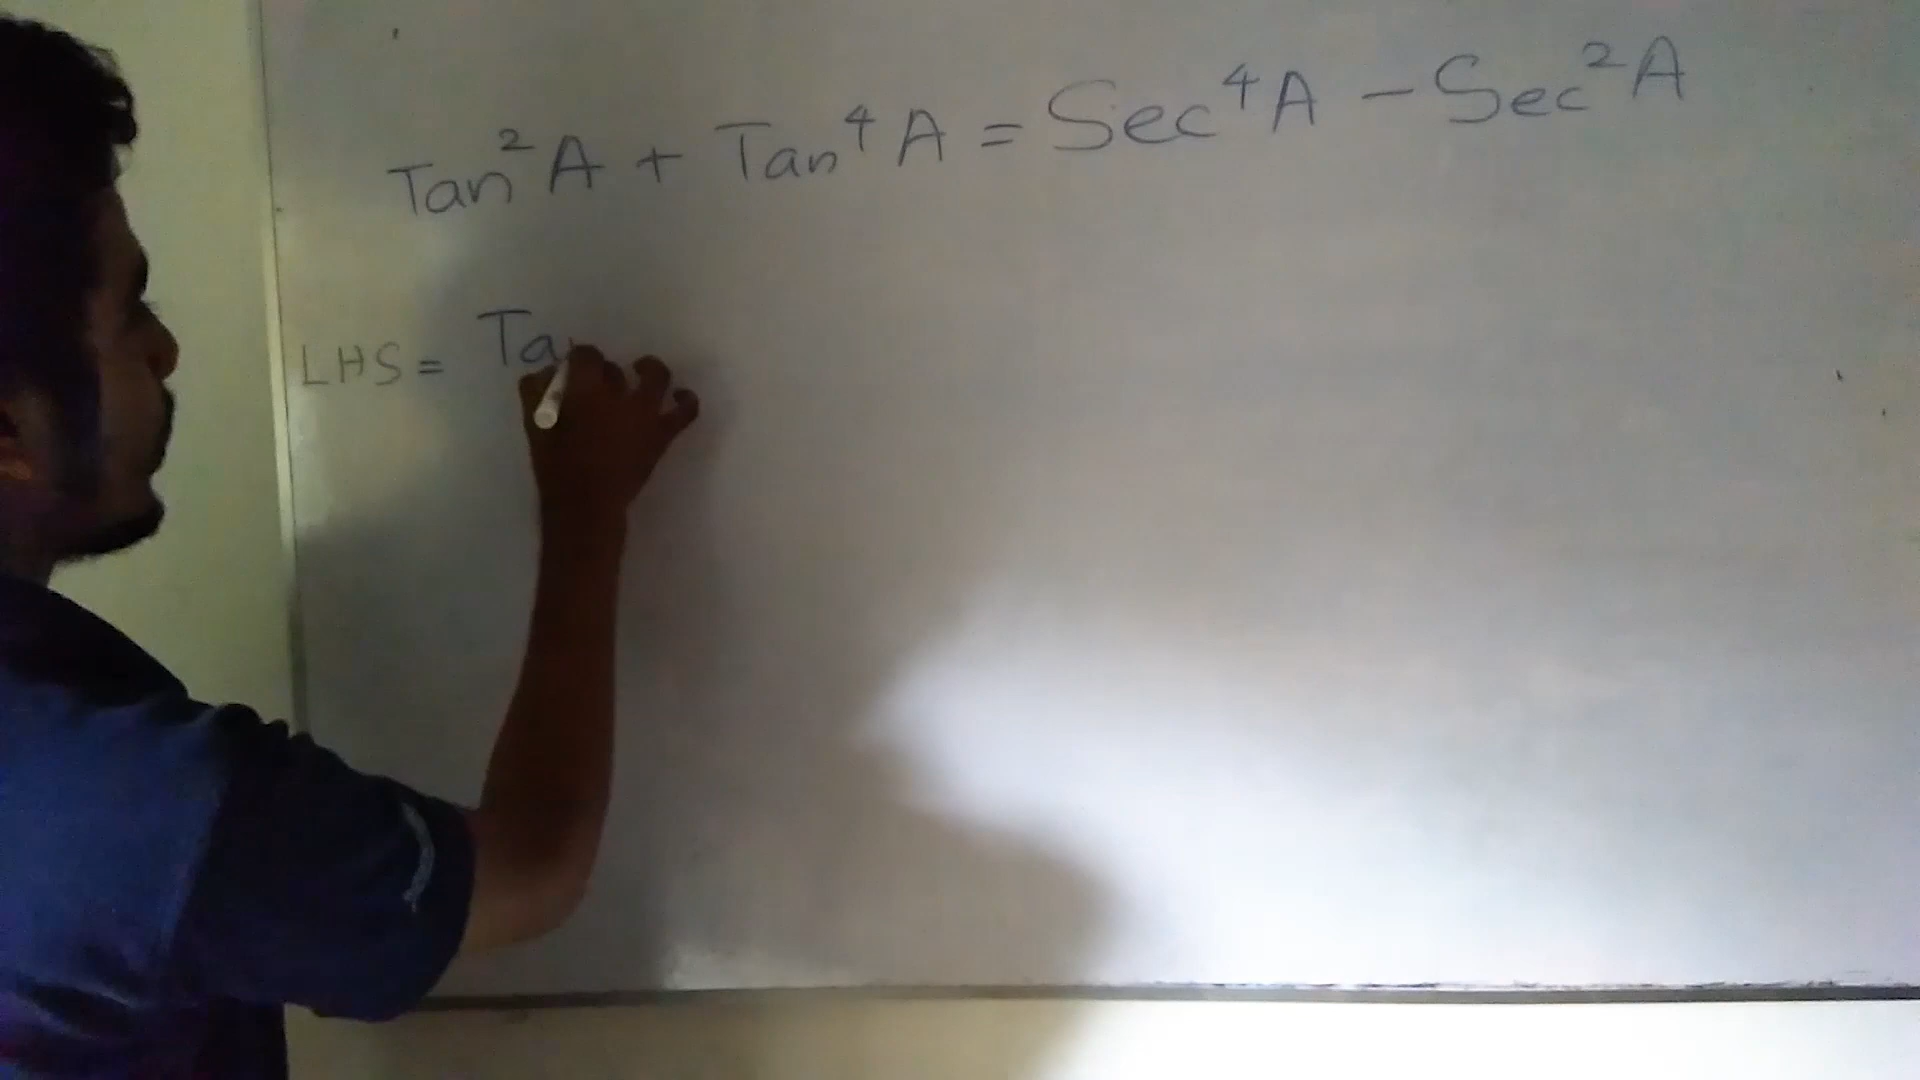 Tan²A + Tan⁴A = Sec⁴A - Sec²A
LHS = Ta